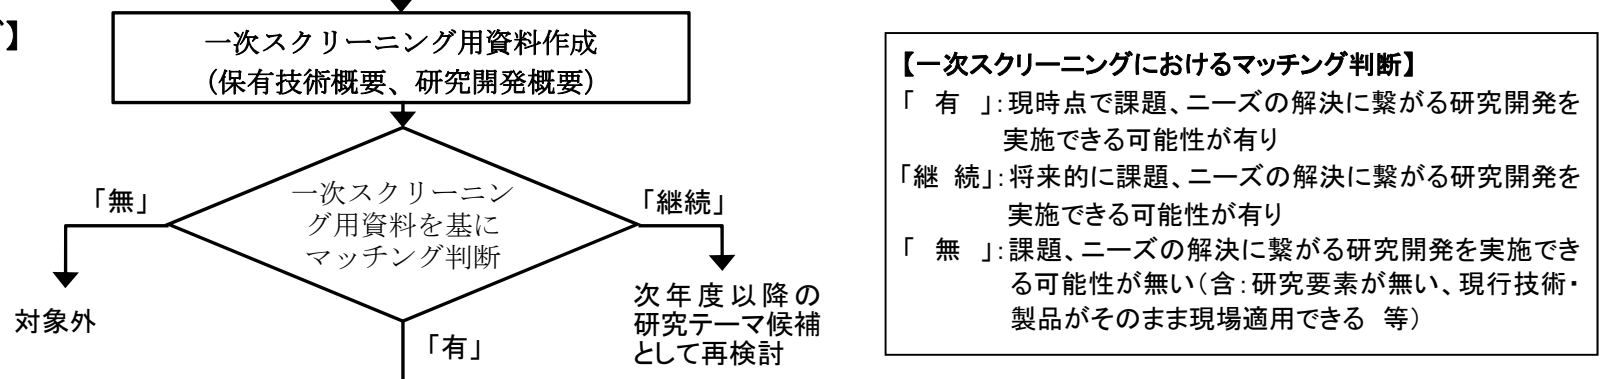 】
一次スクリーニング用資料作成
(保有技術概要、研究開発概要)
「無」
一次スクリーニン
グ用資料を基に
マッチング判断
「継続」
対象外
「有」
次年度以降の
研究テーマ候補
として再検討
【一次スクリーニングにおけるマッチング判断】
「 有 」：現時点で課題、ニーズの解決に繋がる研究開発を
実施できる可能性が有り
「継 続」：将来的に課題、ニーズの解決に繋がる研究開発を
実施できる可能性が有り
「 無 」：課題、ニーズの解決に繋がる研究開発を実施でき
る可能性が無い（含：研究要素が無い、現行技術・
製品がそのまま現場適用できる 等）